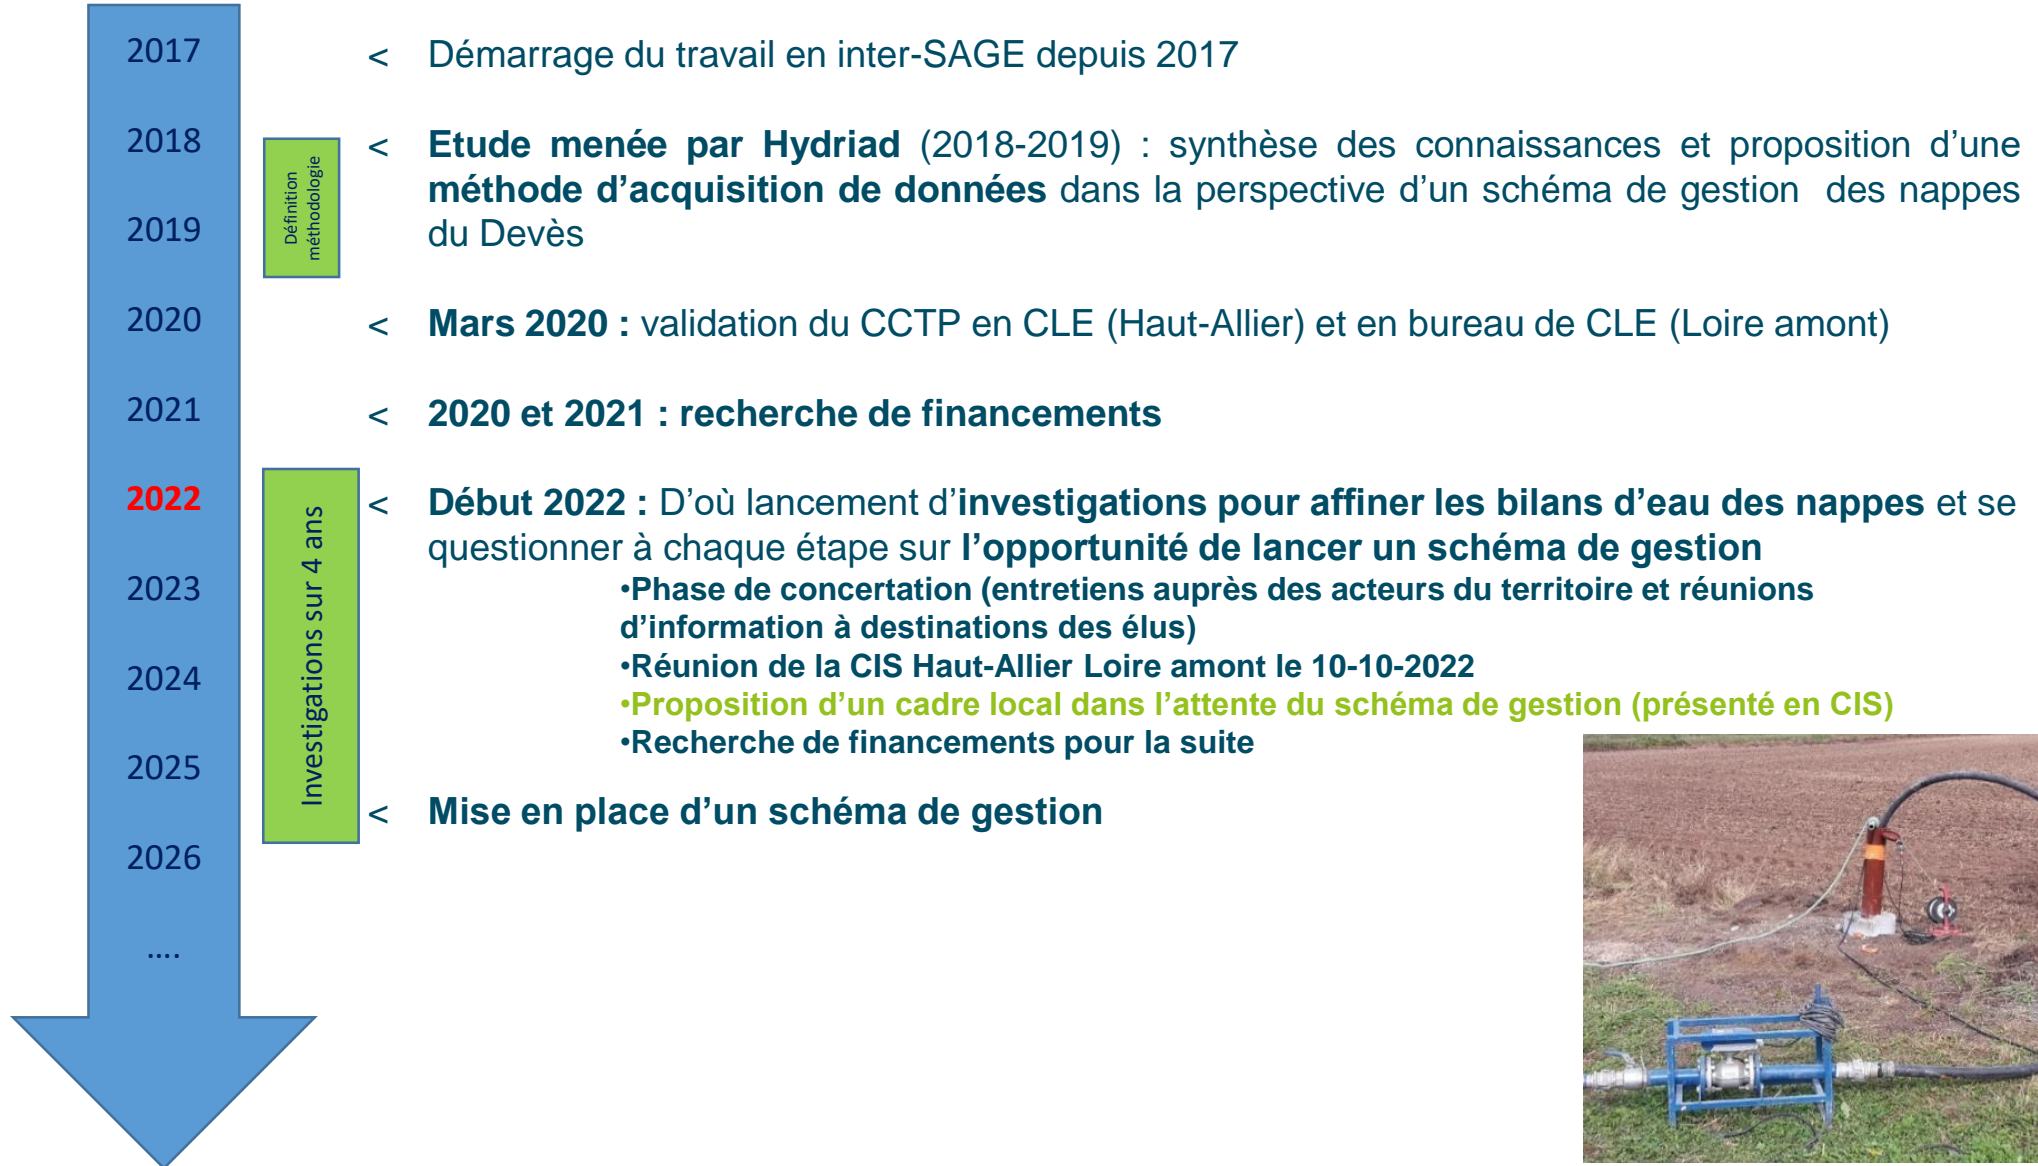 2017
< Démarrage du travail en inter-SAGE depuis 2017
2018
2019
Définition
méthodologie
< Etude menée par Hydriad (2018-2019) : synthèse des connaissances et proposition d’une
méthode d’acquisition de données dans la perspective d’un schéma de gestion des nappes
du Devès
2020
< Mars 2020 : validation du CCTP en CLE (Haut-Allier) et en bureau de CLE (Loire amont)
2021
< 2020 et 2021 : recherche de financements
2022
Investigations sur 4 ans
< Début 2022 : D’où lancement d’investigations pour affiner les bilans d’eau des nappes et se
questionner à chaque étape sur l’opportunité de lancer un schéma de gestion
2023
•Phase de concertation (entretiens auprès des acteurs du territoire et réunions
d’information à destinations des élus)
2024
•Réunion de la CIS Haut-Allier Loire amont le 10-10-2022
•Proposition d’un cadre local dans l’attente du schéma de gestion (présenté en CIS)
•Recherche de financements pour la suite
2025
< Mise en place d’un schéma de gestion
2026
....